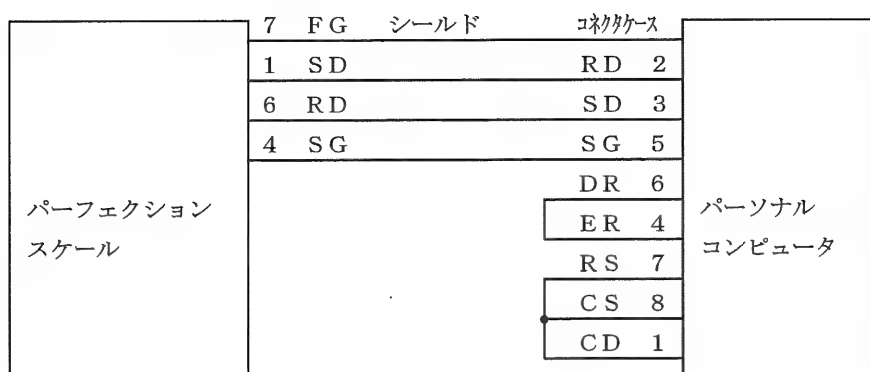 7 FG シールド コネクタケース
1 SD RD 2
6 RD SD 3
4 SG SG 5
DR 6
パーフェクション
スケール
ER 4
パーソナル
コンピュータ
RS 7
CS 8
CD 1